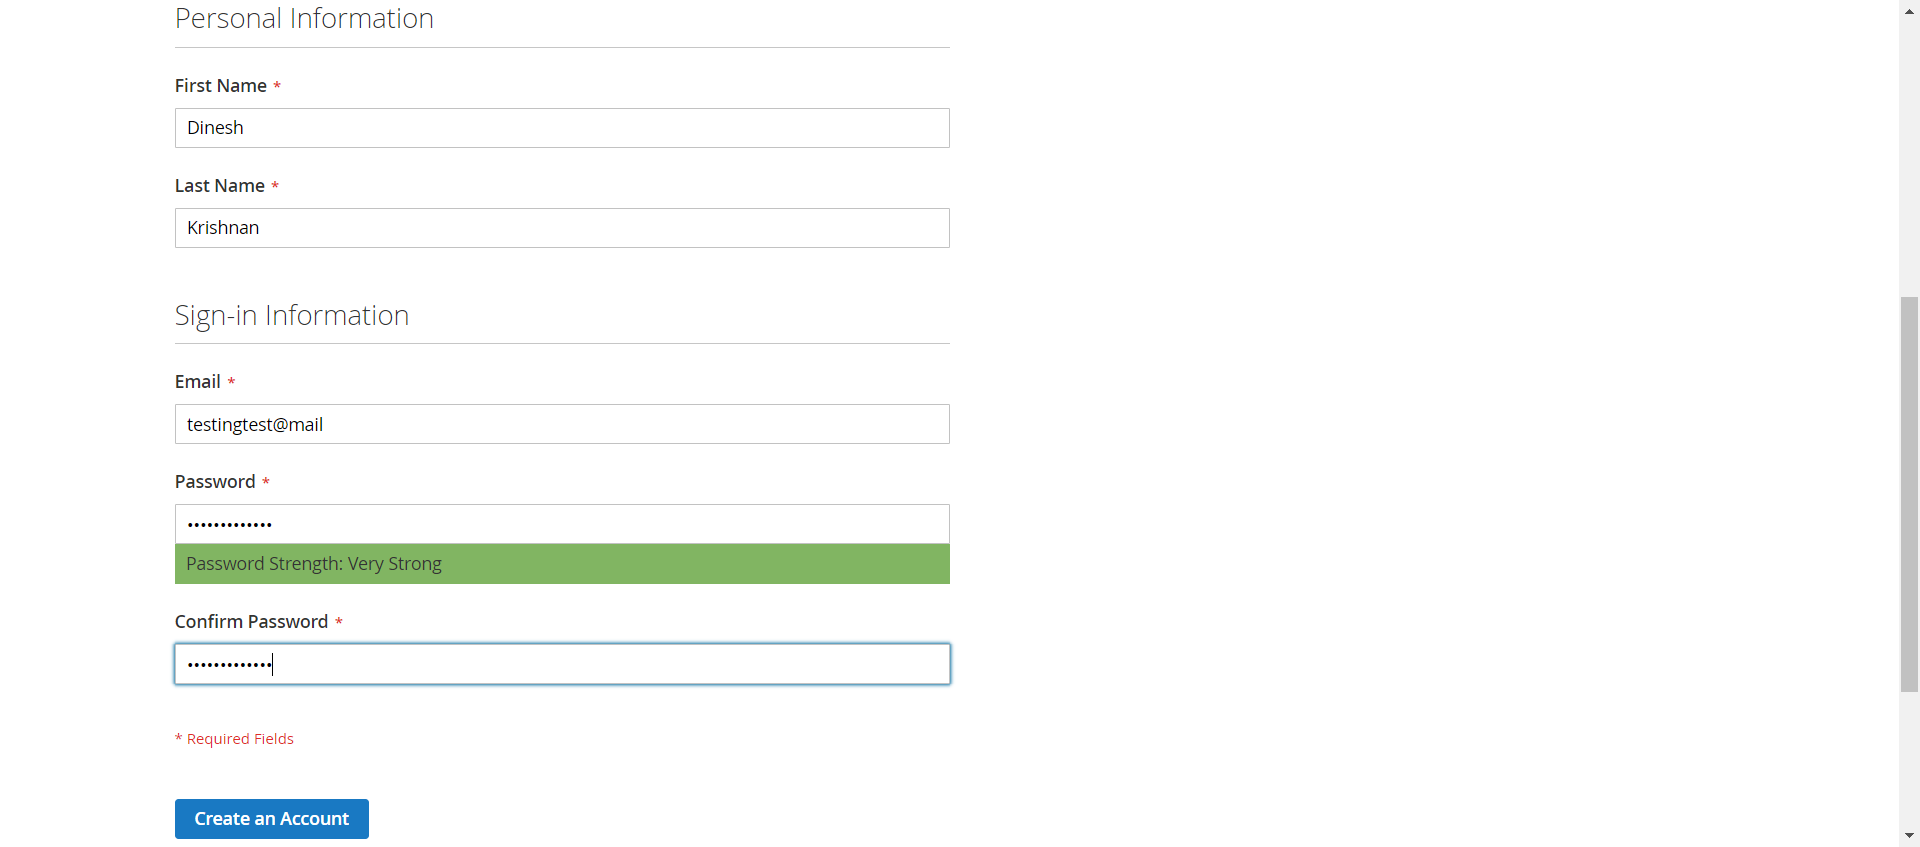 Personal Information
First Name *
Dinesh
Last Name *
Krishnan
Sign-in Information
Email *
testingtest@mail
Password *
•••••••••••••
Password Strength: Very Strong
Confirm Password *
•••••••••••••
* Required Fields
Create an Account